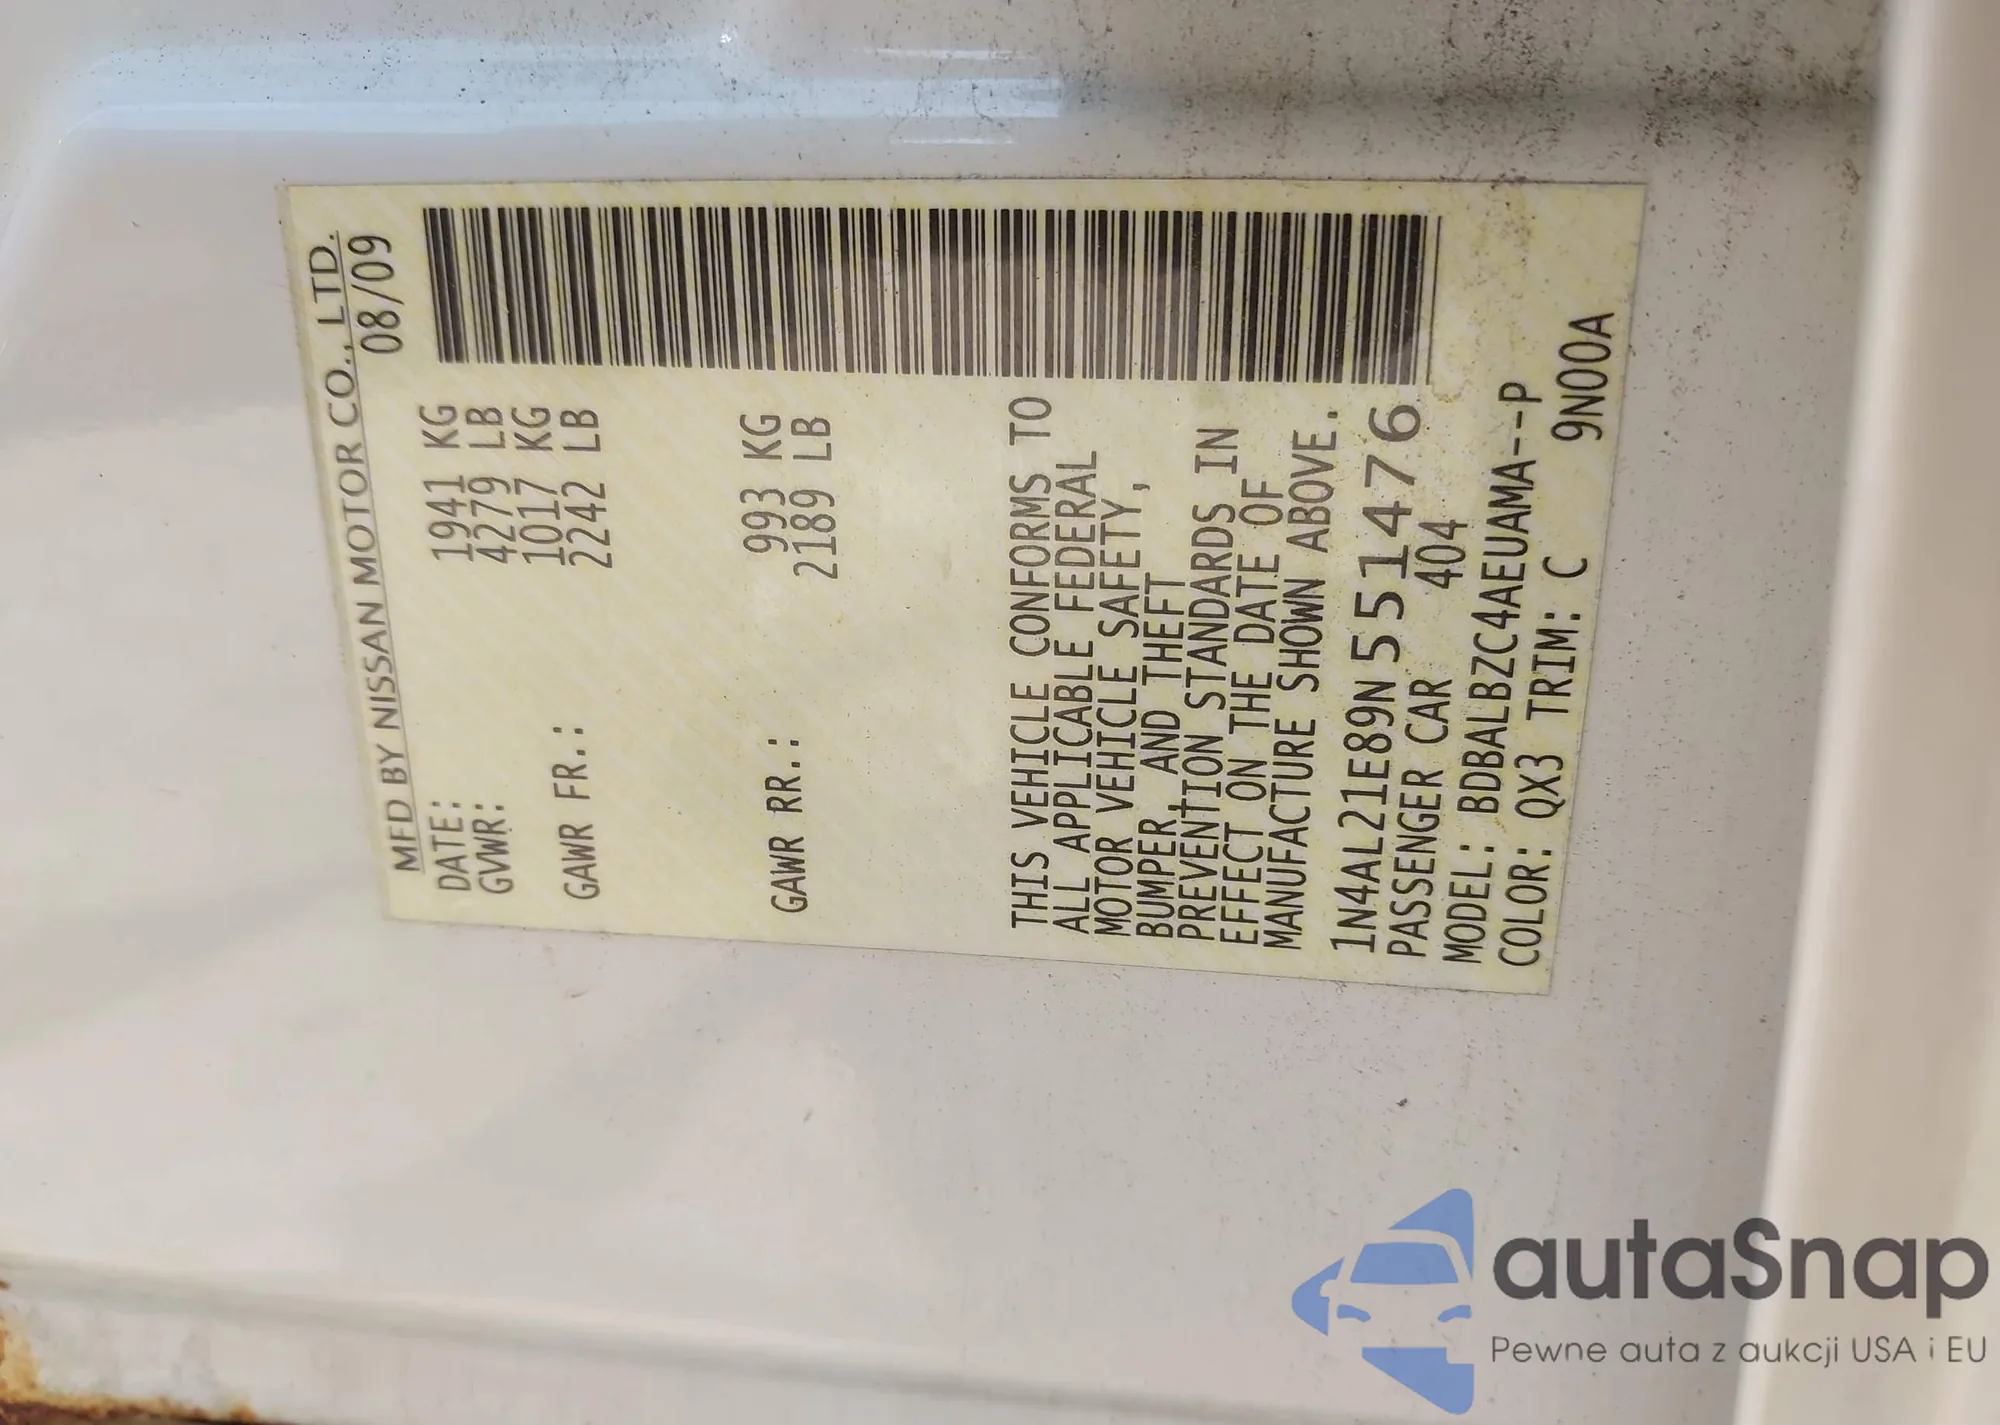 MFD BY NISSAN MOTOR CO., LTD.
DATE: 08/09
GVWR: 1941 KG
4279 LB
GAWR FR.: 1017 KG
2242 LB
GAWR RR.: 993 KG
2189 LB
THIS VEHICLE CONFORMS TO
ALL APPLICABLE FEDERAL
MOTOR VEHICLE SAFETY,
BUMPER, AND THEFT
PREVENTION STANDARDS IN
EFFECT ON THE DATE OF
MANUFACTURE SHOWN ABOVE.
1N4AL21E89N551476
PASSENGER CAR 404
MODEL: BDBALBZC4AEUAMA--P
COLOR: QX3 TRIM: C 9N00A
autaSnap
Pewne auta z aukcji USA i EU